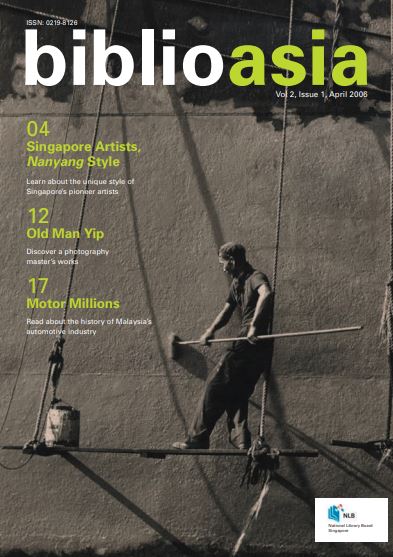 ISSN: 0219-8126
biblioasia
Vol 2, Issue 1, April 2006
04
Singapore Artists,
Nanyang Style
Learn about the unique style of
Singapore's pioneer artists
12
Old Man Yip
Discover a photography
master's works
17
Motor Millions
Read about the history of Malaysia's
automotive industry
NLB
National Library Board
Singapore